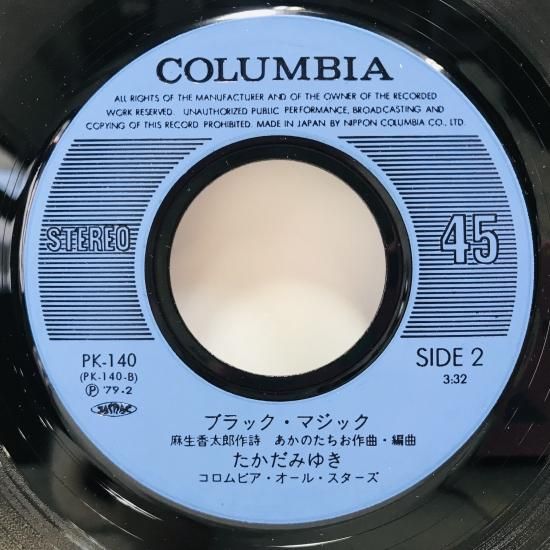 COLUMBIA
ALL RIGHTS OF THE MANUFACTURER AND OF THE OWNER OF THE RECORDED
WORK RESERVED. UNAUTHORIZED PUBLIC PERFORMANCE, BROADCASTING AND
COPYING OF THIS RECORD PROHIBITED. MADE IN JAPAN BY NIPPON COLUMBIA CO., LTD.
STEREO
45
PK-140
(PK-140-B)
Ⓟ '79・2
SIDE 2
3:32
ブラック・マジック
麻生香太郎作詩 あかのたちお作曲・編曲
たかだみゆき
コロムビア・オール・スターズ